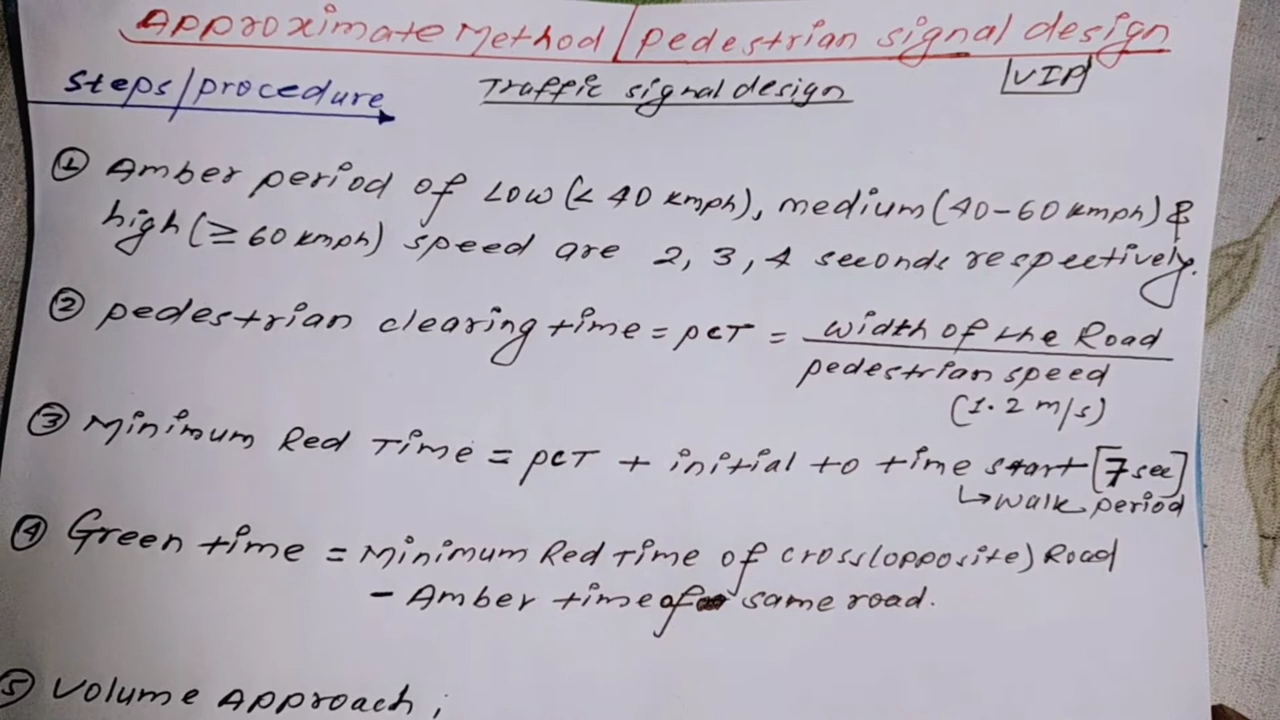 Approximate Method / pedestrian signal design
Steps/procedure
Traffic signal design
VIP
① Amber period of Low (< 40 kmph), medium (40-60 kmph) &
high (≥ 60 kmph) speed are 2, 3, 4 seconds respectively.
② pedestrian clearing time = PCT = width of the Road
pedestrian speed
(1.2 m/s)
③ Minimum Red Time = PCT + initial to time start [7 sec]
↳ walk period
④ Green time = Minimum Red Time of cross (opposite) Road
- Amber time of same road.
⑤ Volume Approach,